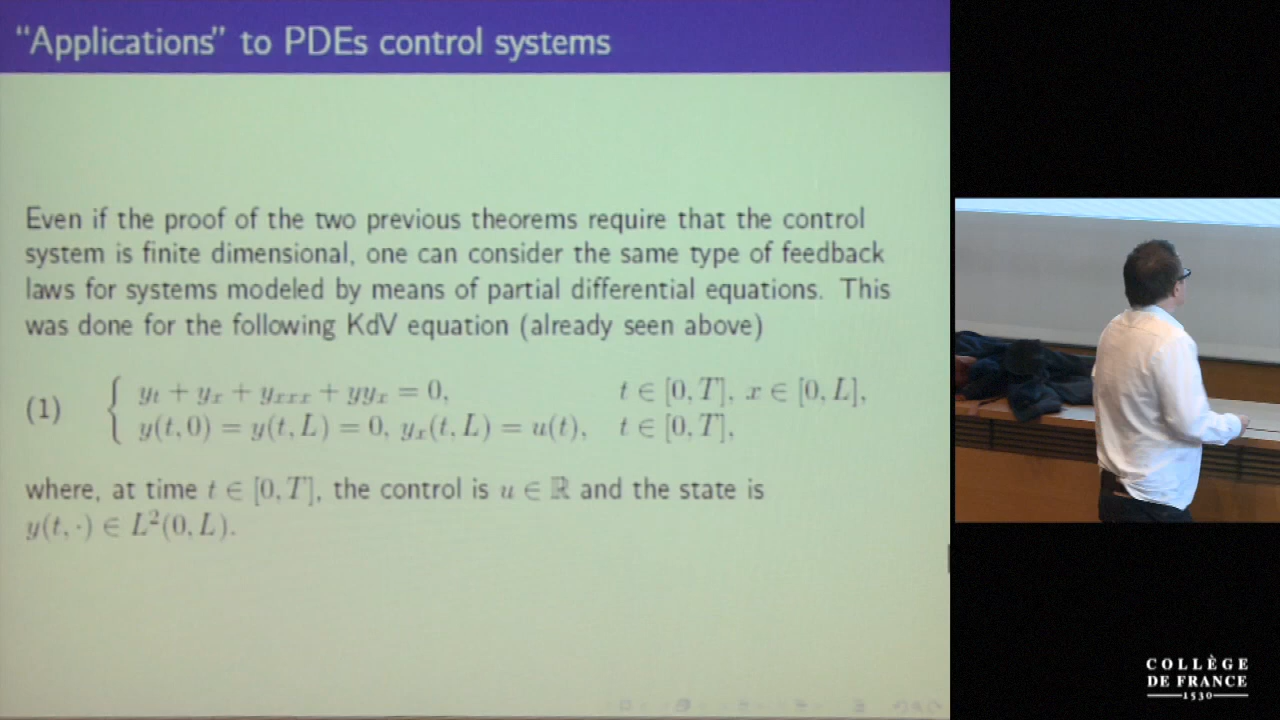 “Applications” to PDEs control systems
Even if the proof of the two previous theorems require that the control
system is finite dimensional, one can consider the same type of feedback
laws for systems modeled by means of partial differential equations. This
was done for the following KdV equation (already seen above)
(1) { y_t + y_x + y_{xxx} + yy_x = 0, t ∈ [0, T], x ∈ [0, L],
y(t, 0) = y(t, L) = 0, y_x(t, L) = u(t), t ∈ [0, T],
where, at time t ∈ [0, T], the control is u ∈ ℝ and the state is
y(t, ·) ∈ L²(0, L).
COLLÈGE
DE FRANCE
1530